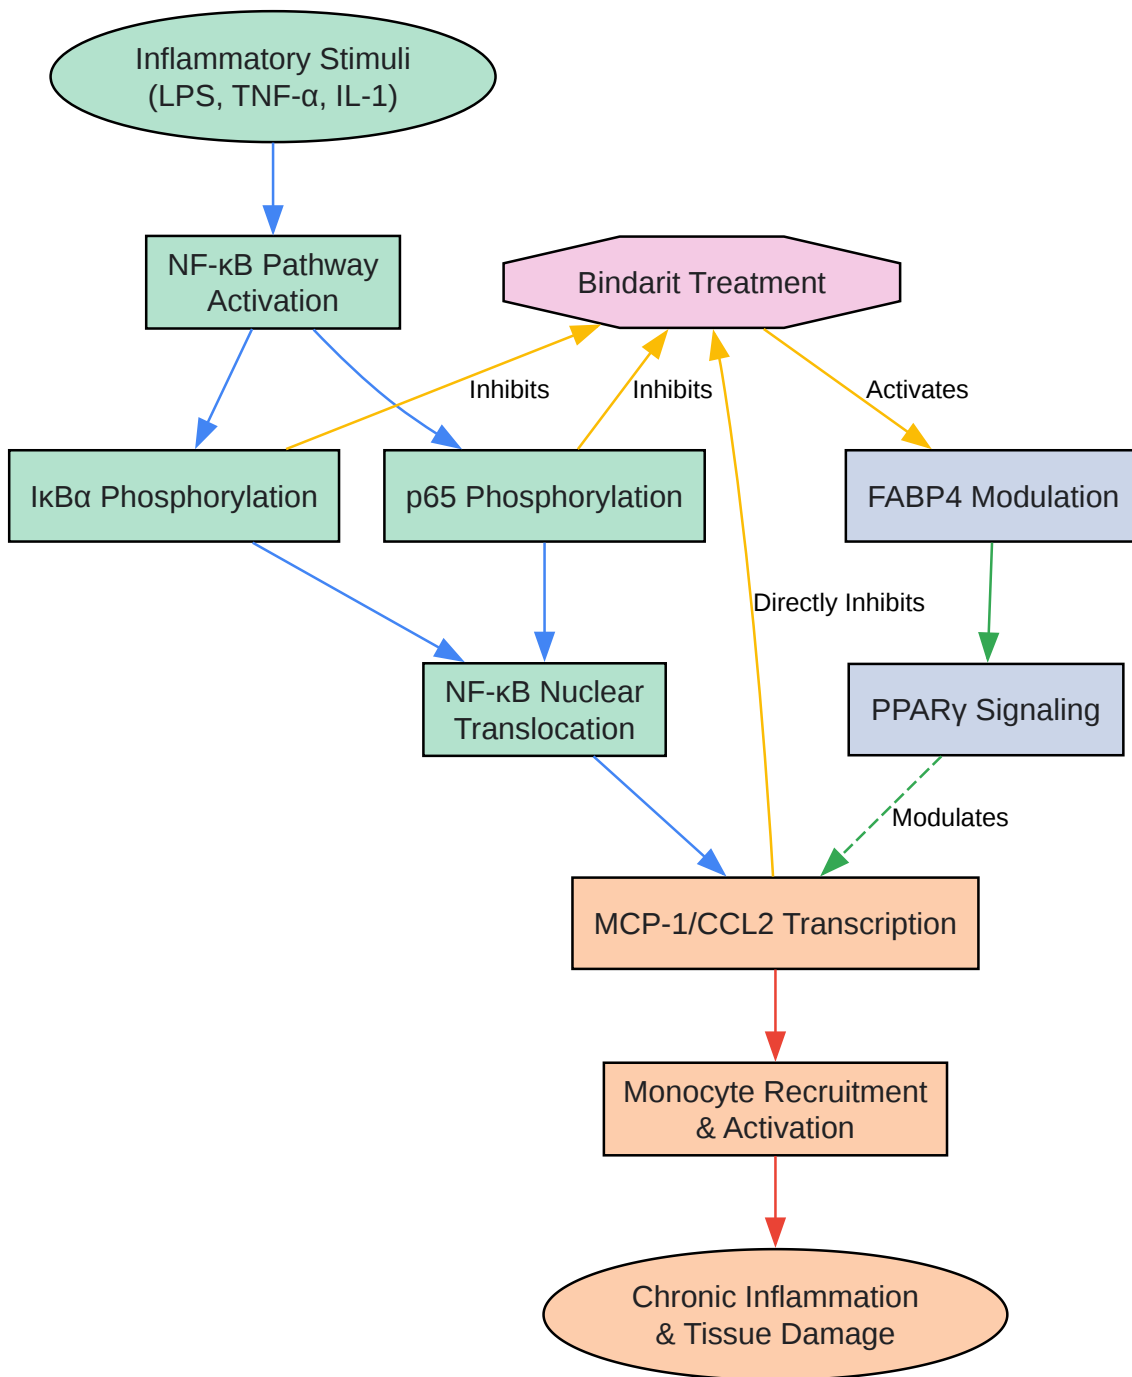 Inflammatory Stimuli
(LPS, TNF-α, IL-1)
NF-κB Pathway
Activation
Bindarit Treatment
Inhibits
Inhibits
Activates
IκBα Phosphorylation
p65 Phosphorylation
FABP4 Modulation
Directly Inhibits
NF-κB Nuclear
Translocation
PPARγ Signaling
Modulates
MCP-1/CCL2 Transcription
Monocyte Recruitment
& Activation
Chronic Inflammation
& Tissue Damage